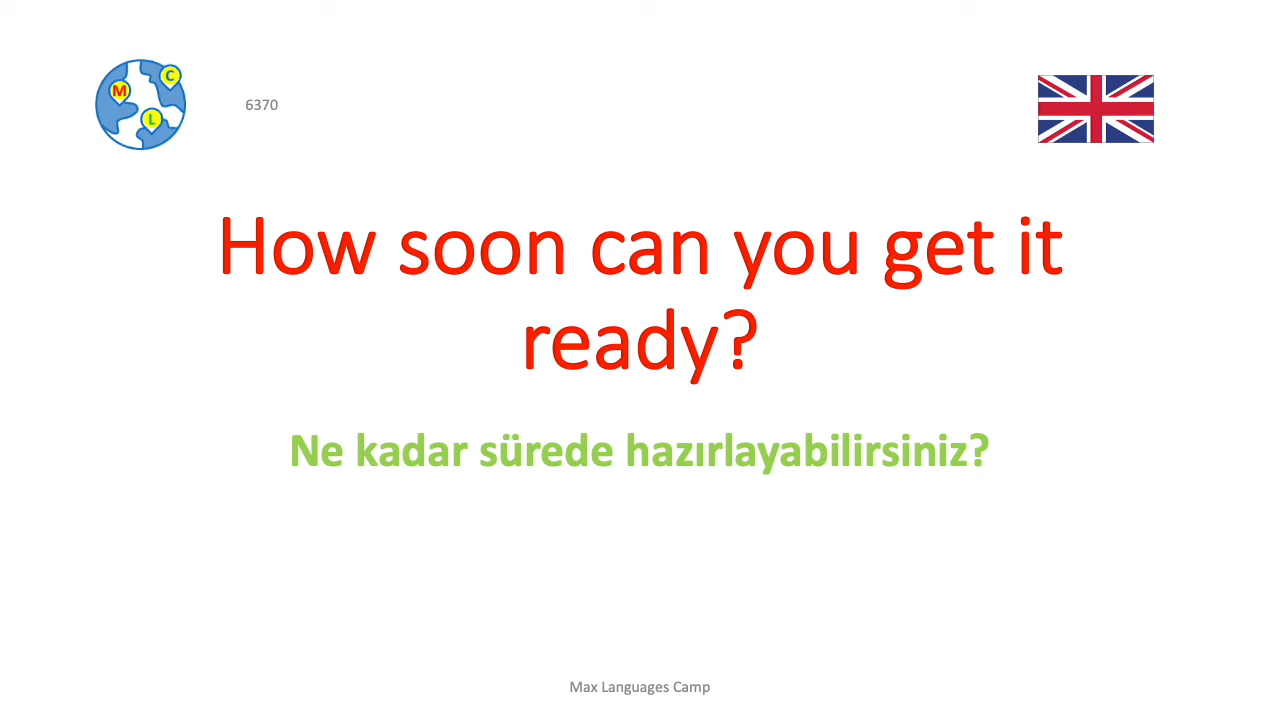 C
M
L
6370
How soon can you get it
ready?
Ne kadar sürede hazırlayabilirsiniz?
Max Languages Camp